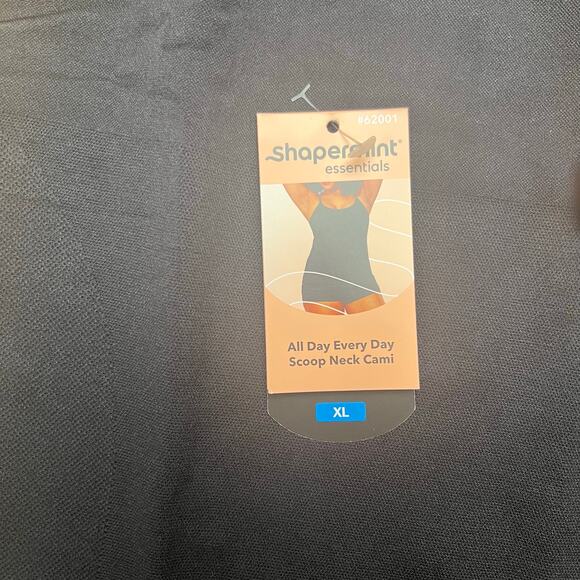 #62001
Shapermint®
essentials
All Day Every Day
Scoop Neck Cami
XL